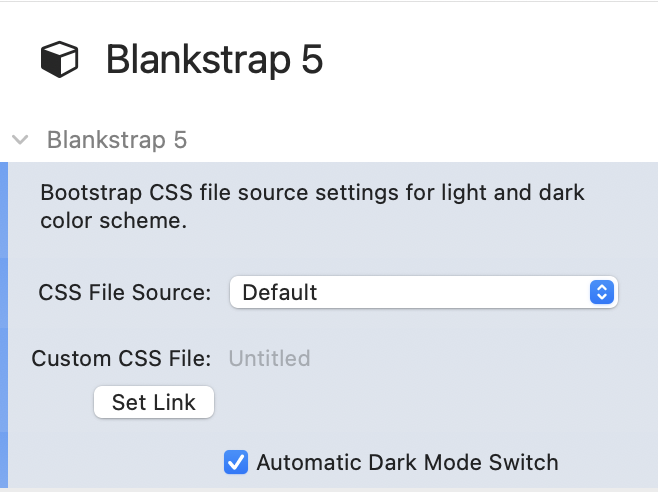 Blankstrap 5
Blankstrap 5
Bootstrap CSS file source settings for light and dark
color scheme.
CSS File Source: Default
Custom CSS File: Untitled
Set Link
Automatic Dark Mode Switch